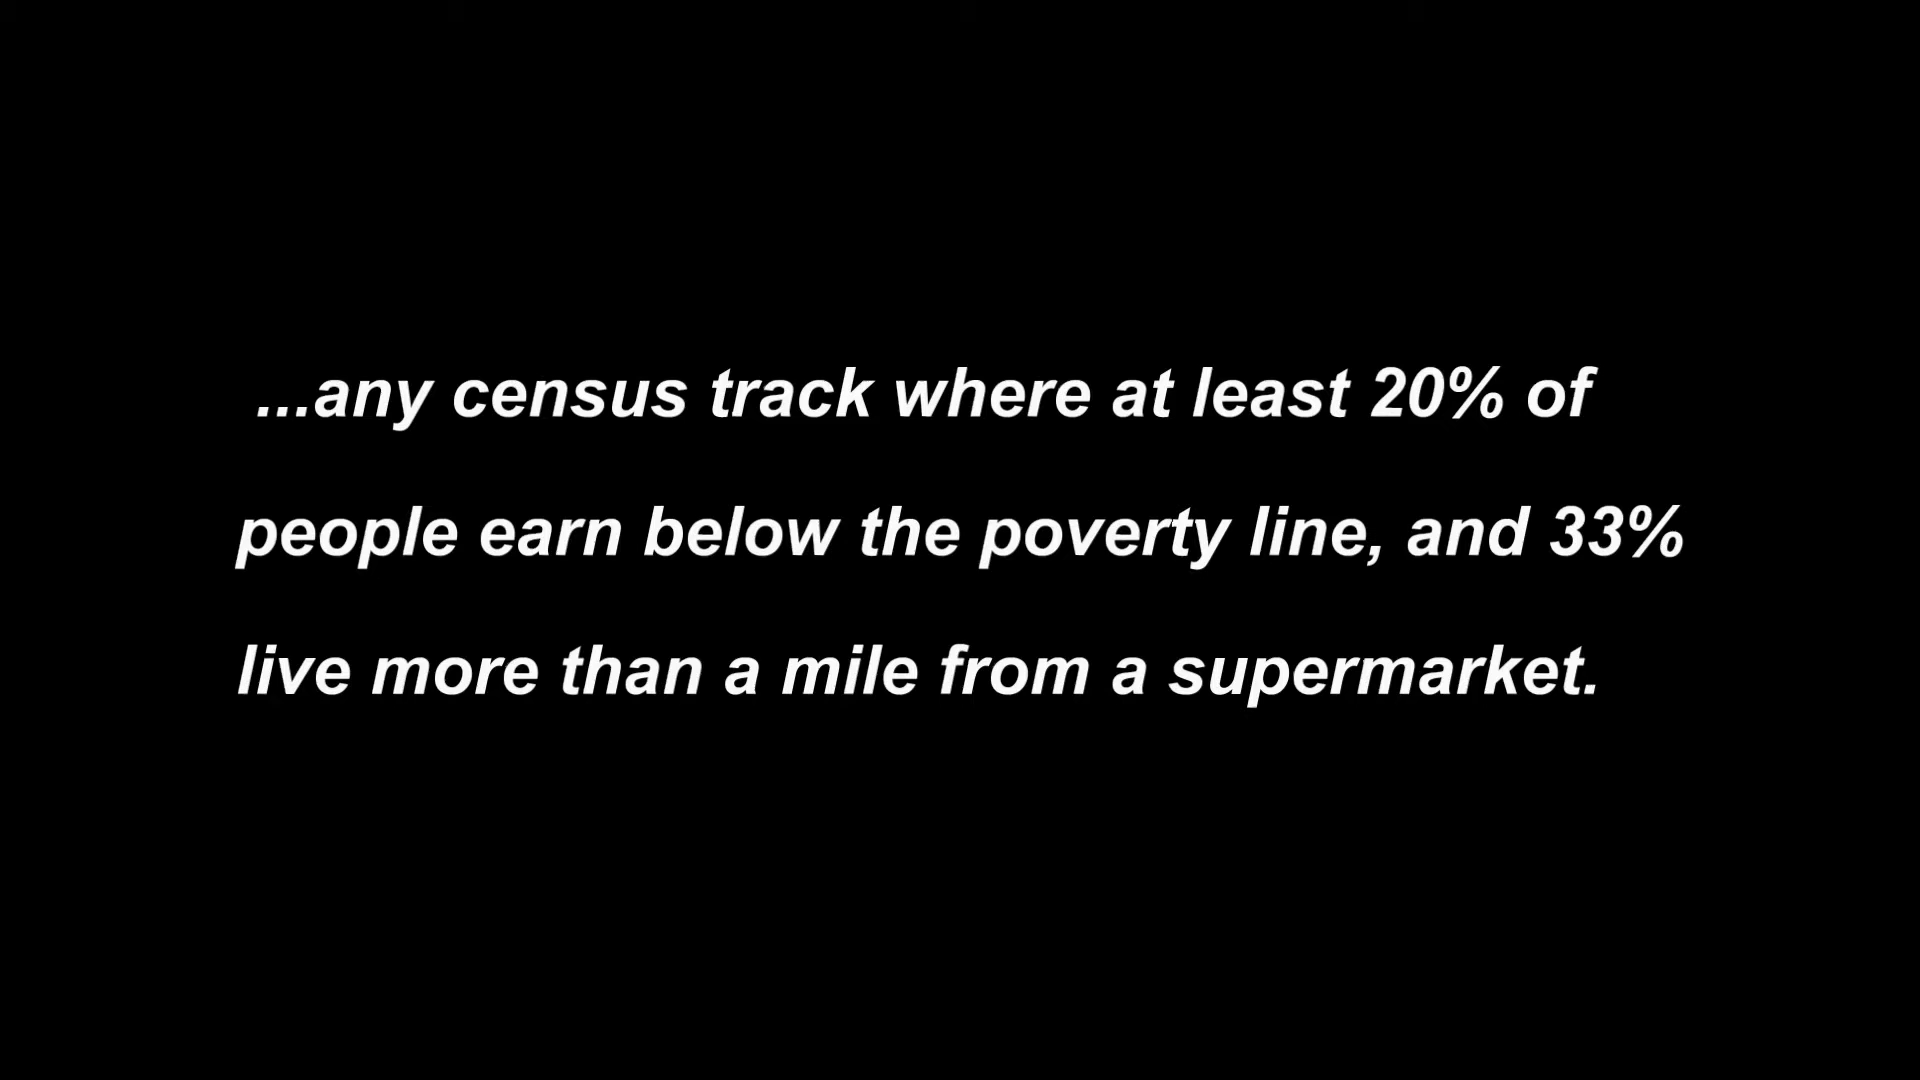 ...any census track where at least 20% of
people earn below the poverty line, and 33%
live more than a mile from a supermarket.